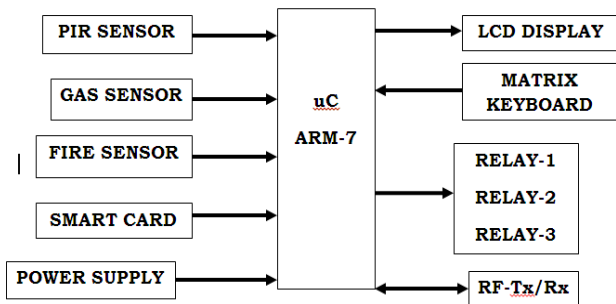 PIR SENSOR
GAS SENSOR
FIRE SENSOR
SMART CARD
POWER SUPPLY
uC
ARM-7
LCD DISPLAY
MATRIX
KEYBOARD
RELAY-1
RELAY-2
RELAY-3
RF-Tx/Rx